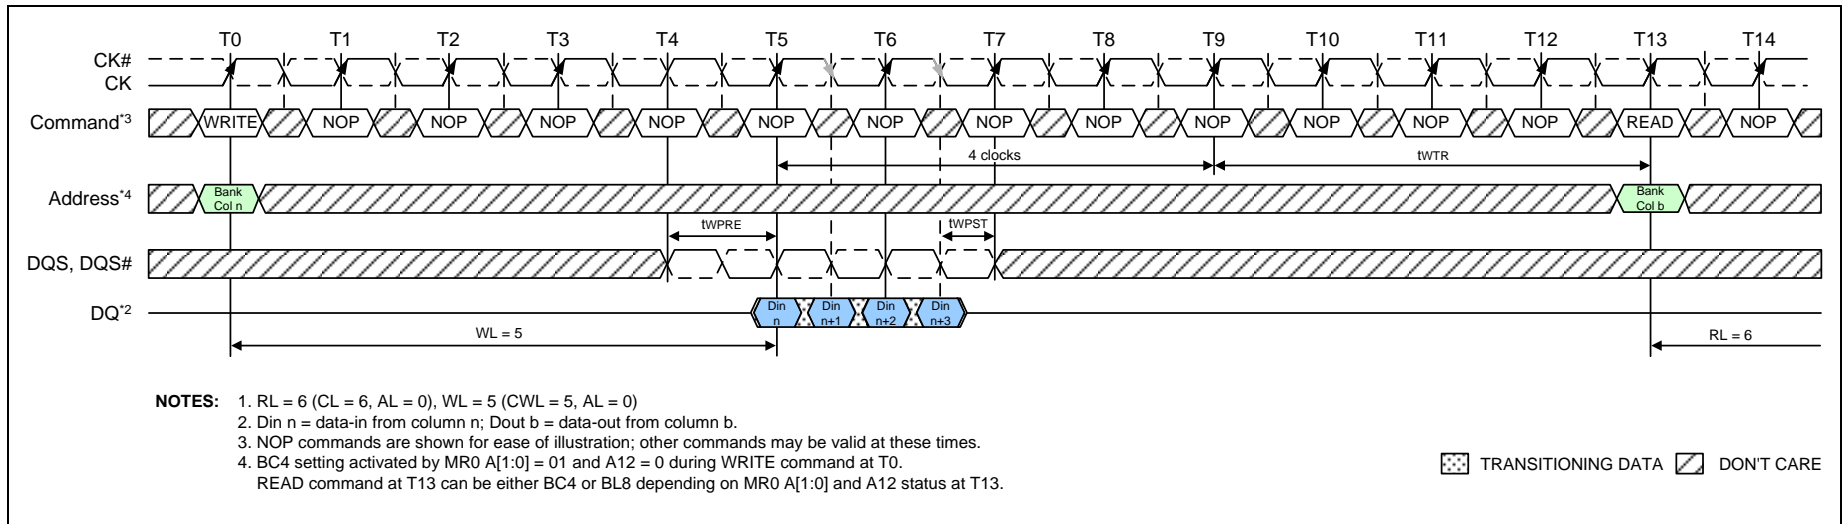 T0 T1 T2 T3 T4 T5 T6 T7 T8 T9 T10 T11 T12 T13 T14
CK#
CK
Command*3 WRITE NOP NOP NOP NOP NOP NOP NOP NOP NOP NOP NOP NOP READ NOP
4 clocks tWTR
Address*4 Bank Col n Bank Col b
tWPRE tWPST
DQS, DQS#
DQ*2 Din n Din n+1 Din n+2 Din n+3
WL = 5 RL = 6
NOTES: 1. RL = 6 (CL = 6, AL = 0), WL = 5 (CWL = 5, AL = 0)
2. Din n = data-in from column n; Dout b = data-out from column b.
3. NOP commands are shown for ease of illustration; other commands may be valid at these times.
4. BC4 setting activated by MR0 A[1:0] = 01 and A12 = 0 during WRITE command at T0.
READ command at T13 can be either BC4 or BL8 depending on MR0 A[1:0] and A12 status at T13.
TRANSITIONING DATA DON'T CARE